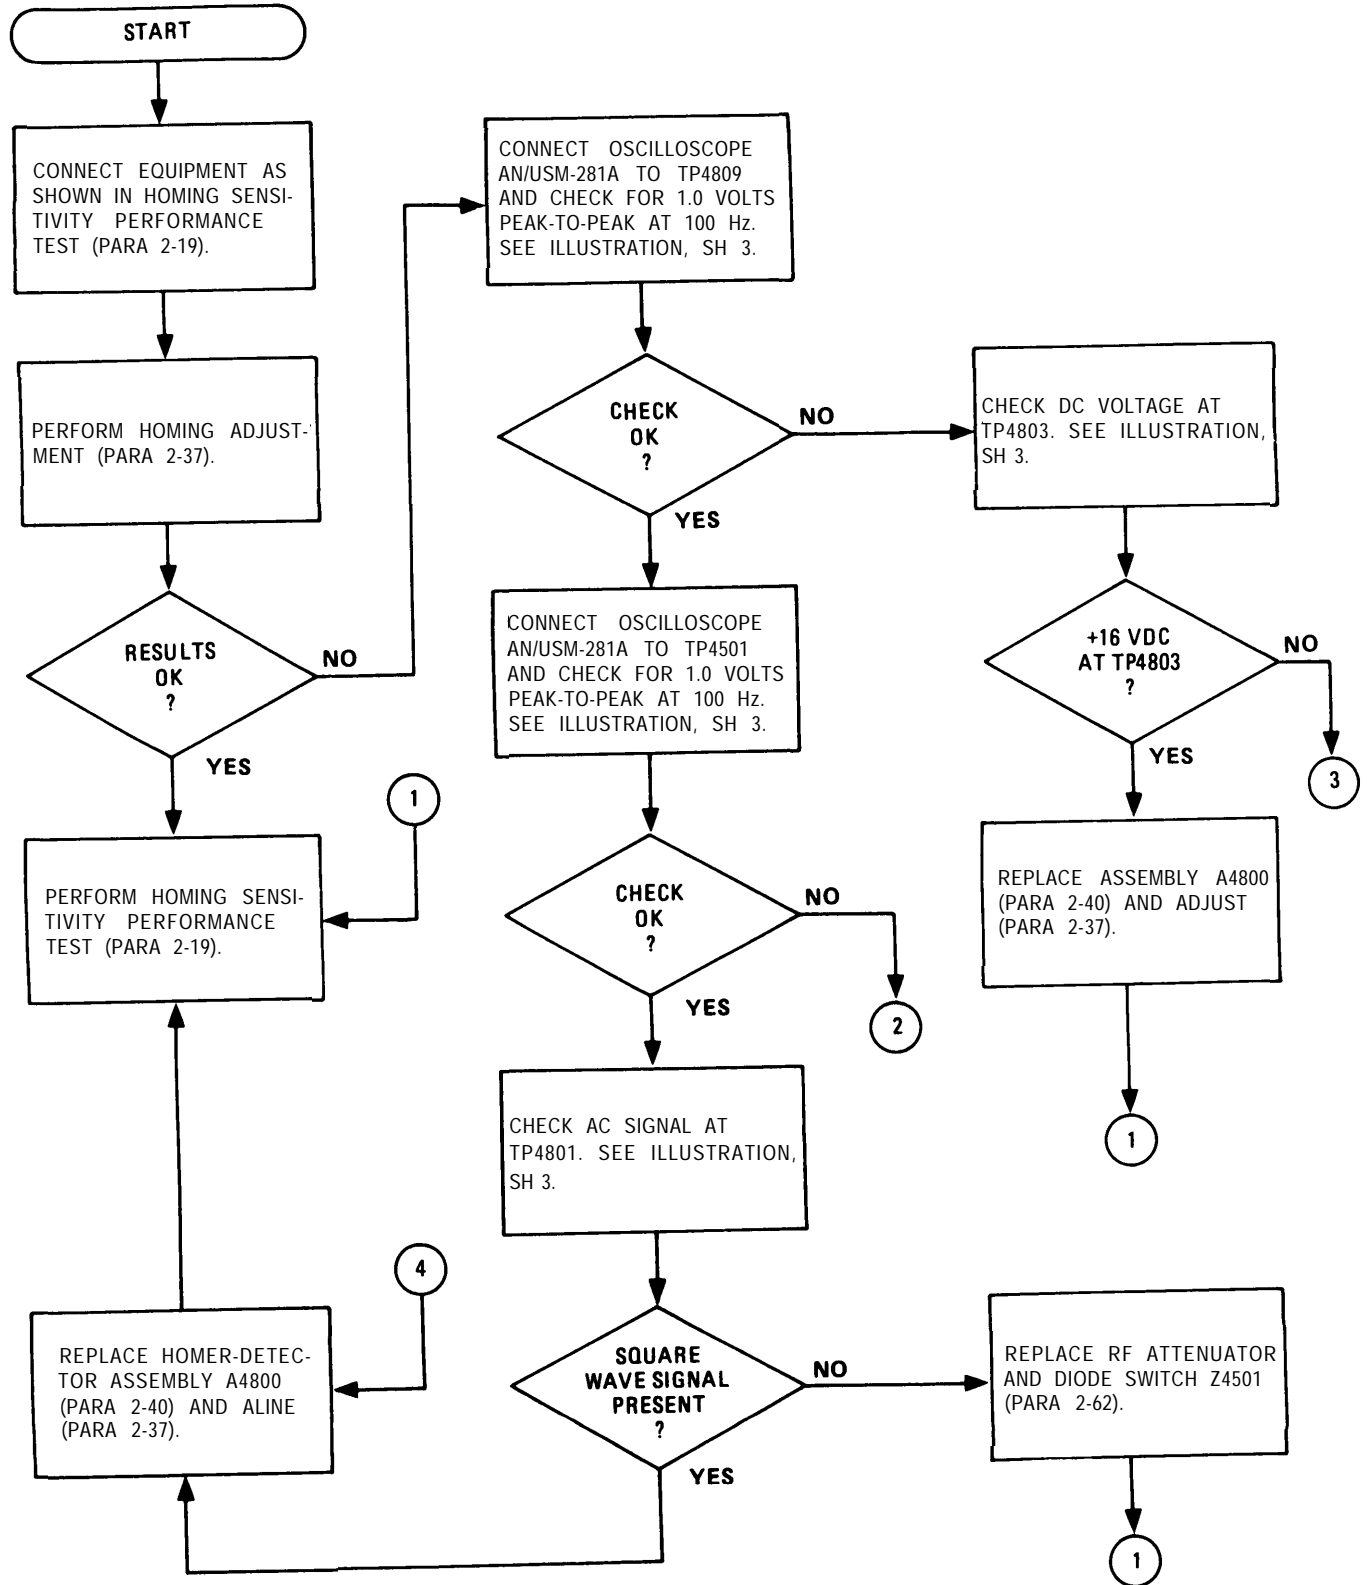 START
CONNECT EQUIPMENT AS
SHOWN IN HOMING SENSI-
TIVITY PERFORMANCE
TEST (PARA 2-19).
PERFORM HOMING ADJUST-
MENT (PARA 2-37).
RESULTS
OK
?
NO
YES
1
PERFORM HOMING SENSI-
TIVITY PERFORMANCE
TEST (PARA 2-19).
4
REPLACE HOMER-DETEC-
TOR ASSEMBLY A4800
(PARA 2-40) AND ALINE
(PARA 2-37).
CONNECT OSCILLOSCOPE
AN/USM-281A TO TP4809
AND CHECK FOR 1.0 VOLTS
PEAK-TO-PEAK AT 100 Hz.
SEE ILLUSTRATION, SH 3.
CHECK
OK
?
NO
YES
CONNECT OSCILLOSCOPE
AN/USM-281A TO TP4501
AND CHECK FOR 1.0 VOLTS
PEAK-TO-PEAK AT 100 Hz.
SEE ILLUSTRATION, SH 3.
CHECK
OK
?
NO
2
YES
CHECK AC SIGNAL AT
TP4801. SEE ILLUSTRATION,
SH 3.
SQUARE
WAVE SIGNAL
PRESENT
?
NO
YES
CHECK DC VOLTAGE AT
TP4803. SEE ILLUSTRATION,
SH 3.
+16 VDC
AT TP4803
?
NO
3
YES
REPLACE ASSEMBLY A4800
(PARA 2-40) AND ADJUST
(PARA 2-37).
1
REPLACE RF ATTENUATOR
AND DIODE SWITCH Z4501
(PARA 2-62).
1